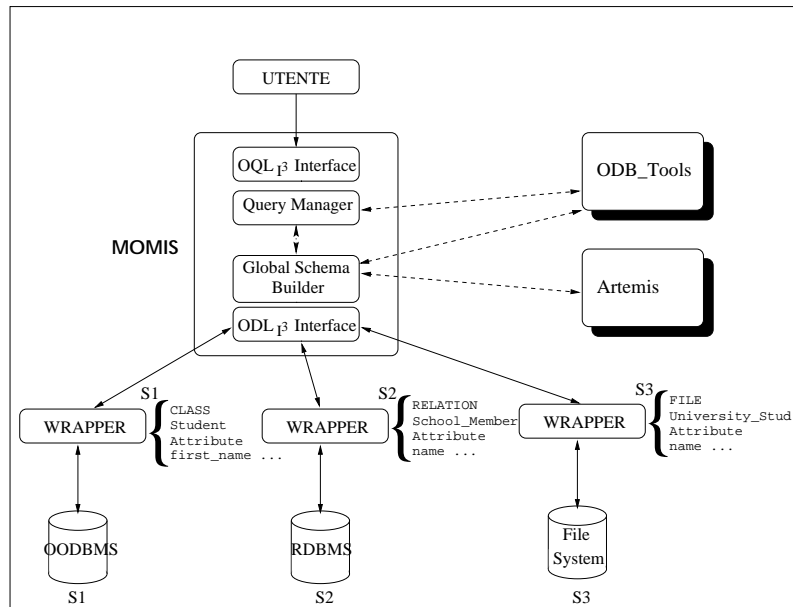 UTENTE
OQL I3 Interface
ODB_Tools
Query Manager
MOMIS
Global Schema
Builder
Artemis
ODL I3 Interface
S1
S2
S3
WRAPPER
CLASS
Student
Attribute
first_name ...
WRAPPER
RELATION
School_Member
Attribute
name ...
WRAPPER
FILE
University_Stud
Attribute
name ...
OODBMS
RDBMS
File
System
S1
S2
S3